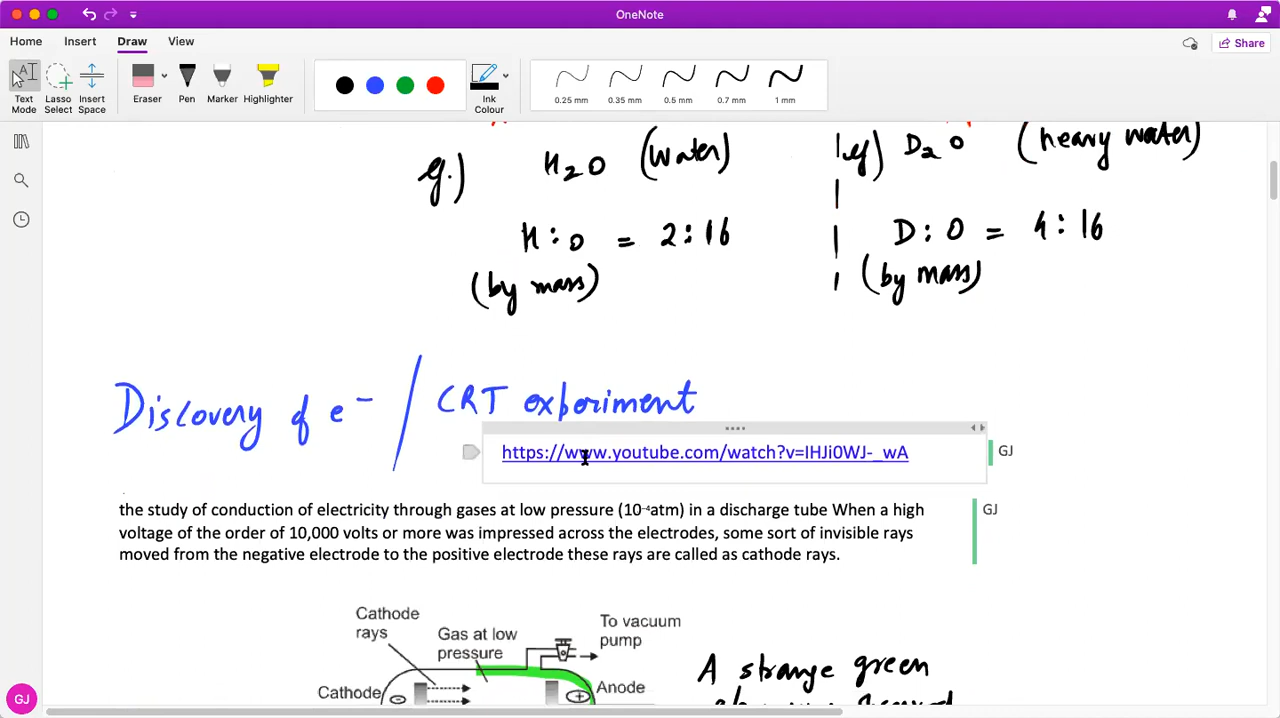 OneNote
Home Insert Draw View
Share
Text Mode
Lasso Select
Insert Space
Eraser
Pen
Marker
Highlighter
Ink Colour
0.25 mm
0.35 mm
0.5 mm
0.7 mm
1 mm
eg.) H2O (water)
eg) D2O (heavy water)
H : O = 2 : 16
D : O = 4 : 16
(by mass)
(by mass)
Discovery of e⁻ / CRT experiment
https://www.youtube.com/watch?v=IHJi0WJ-_wA
GJ
the study of conduction of electricity through gases at low pressure (10⁻⁴atm) in a discharge tube When a high
GJ
voltage of the order of 10,000 volts or more was impressed across the electrodes, some sort of invisible rays
moved from the negative electrode to the positive electrode these rays are called as cathode rays.
Cathode
rays
Gas at low
pressure
To vacuum
pump
A strange green
Cathode
Anode
GJ